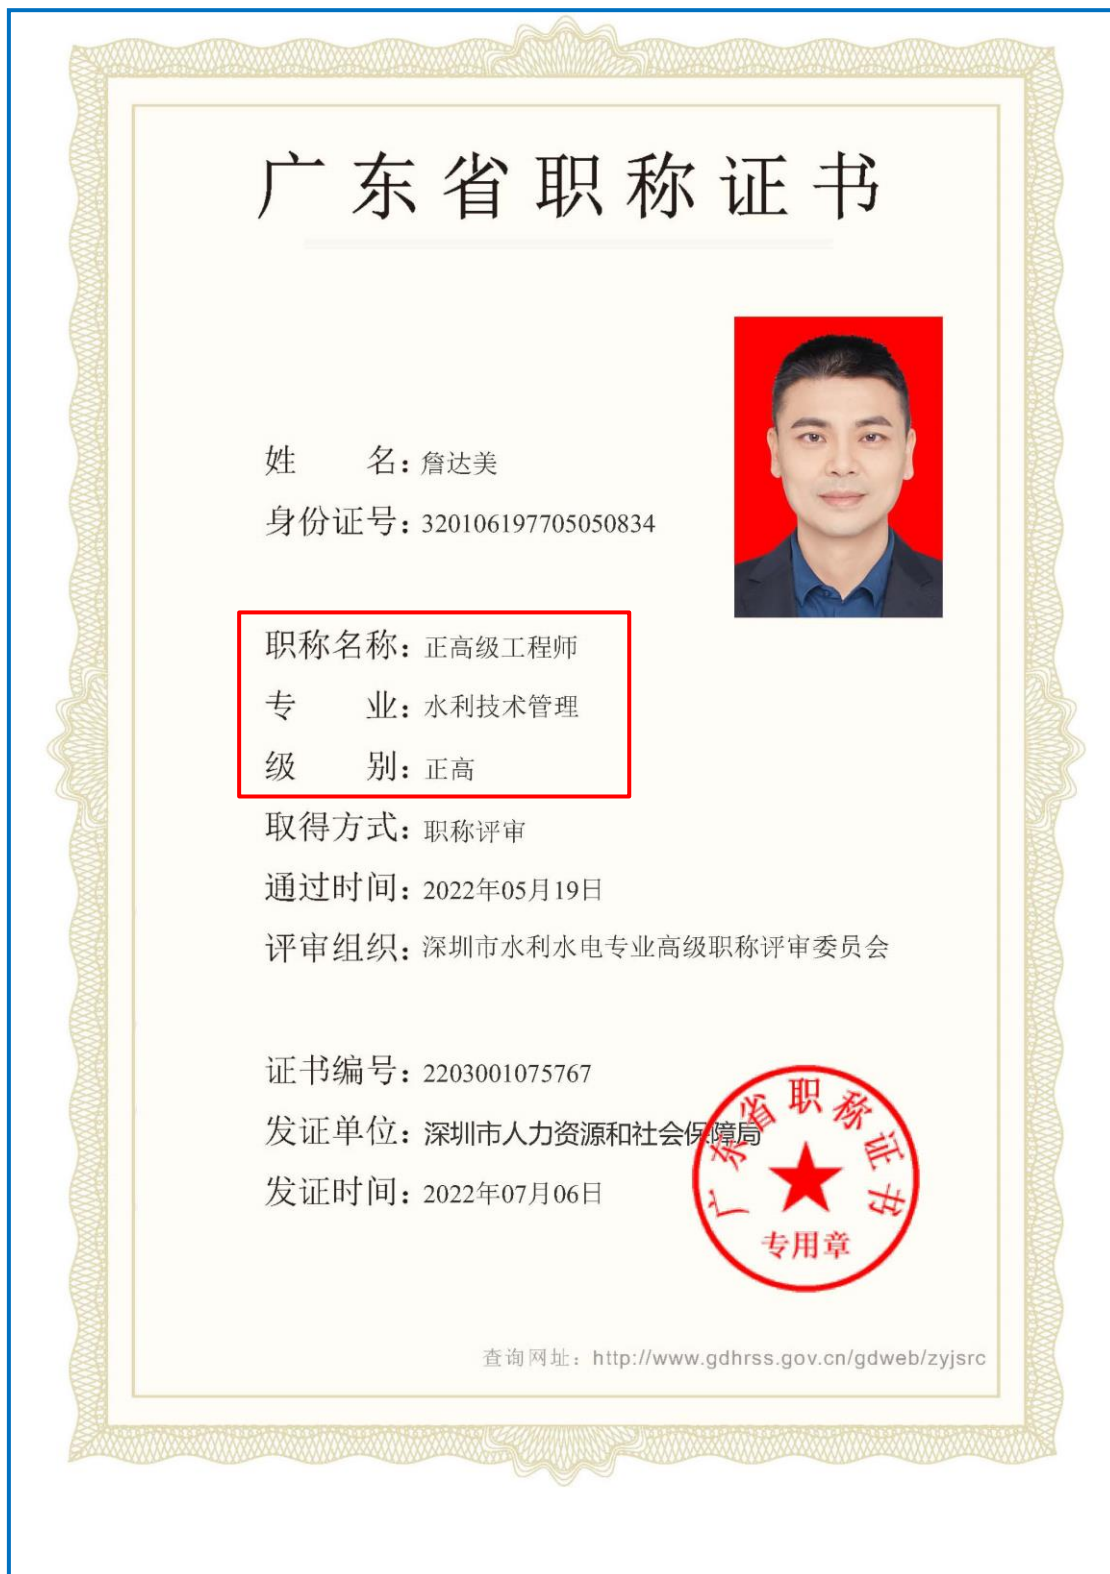 广东省职称证书
姓 名：詹达美
身份证号：320106197705050834
职称名称：正高级工程师
专 业：水利技术管理
级 别：正高
取得方式：职称评审
通过时间：2022年05月19日
评审组织：深圳市水利水电专业高级职称评审委员会
证书编号：2203001075767
发证单位：深圳市人力资源和社会保障局
发证时间：2022年07月06日
广东省职称证书
专用章
查询网址：http://www.gdhrss.gov.cn/gdweb/zyjsrc